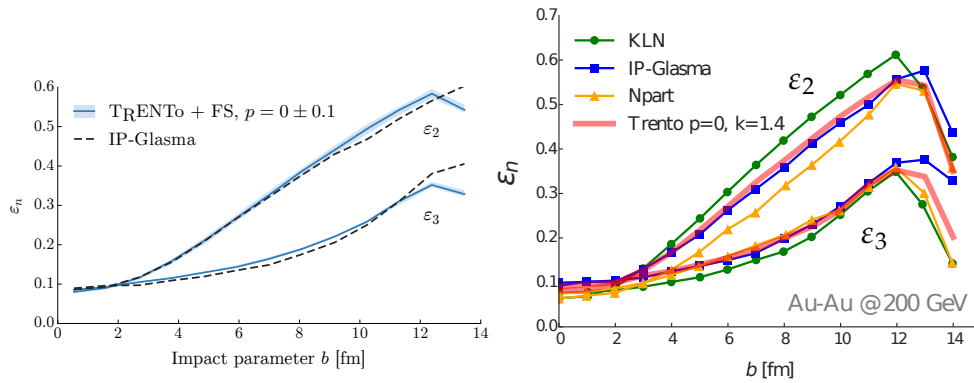 0.6
0.5
0.4
0.3
0.2
0.1
0.0
εn
TRENTo + FS, p = 0 ± 0.1
IP-Glasma
ε2
ε3
0 2 4 6 8 10 12 14
Impact parameter b [fm]
0.7
0.6
0.5
0.4
0.3
0.2
0.1
0.0
εn
KLN
IP-Glasma
Npart
Trento p=0, k=1.4
ε2
ε3
Au-Au @200 GeV
0 2 4 6 8 10 12 14
b [fm]